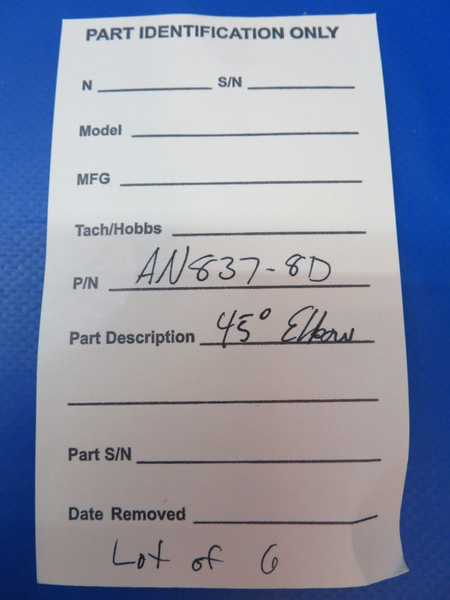 PART IDENTIFICATION ONLY
N S/N
Model
MFG
Tach/Hobbs
P/N AN837-8D
Part Description 45° Elbow
Part S/N
Date Removed
Lot of 6